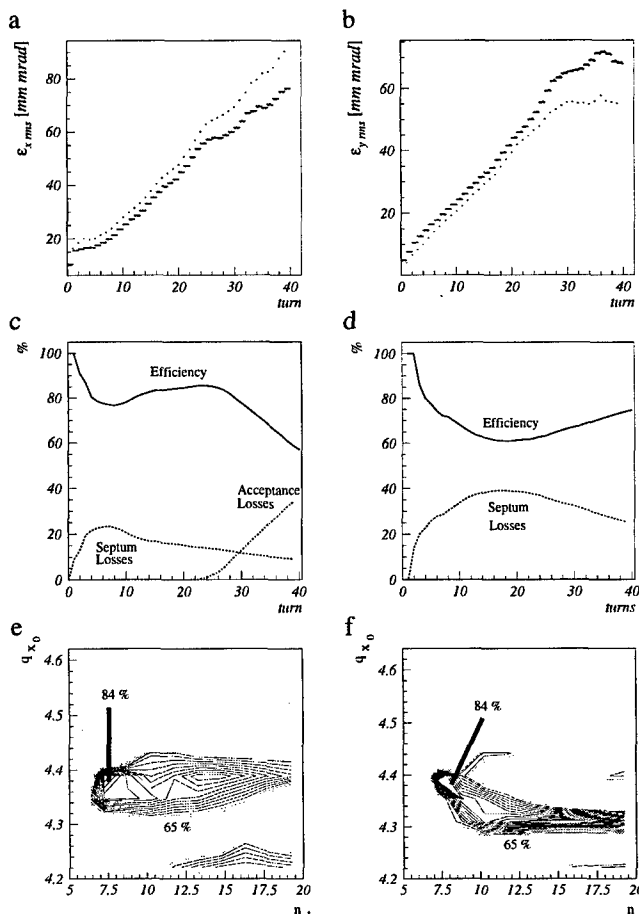 a
b
ε x rms [mm mrad]
80
60
40
20
0
10
20
30
40
turn
ε y rms [mm mrad]
60
40
20
0
10
20
30
40
turn
c
d
%
100
80
60
40
20
0
Efficiency
Acceptance
Losses
Septum
Losses
0
10
20
30
40
turn
%
100
80
60
40
20
0
Efficiency
Septum
Losses
0
10
20
30
40
turns
e
f
q x 0
4.6
4.5
4.4
4.3
4.2
84 %
65 %
5
7.5
10
12.5
15
17.5
20
n
q x 0
4.6
4.5
4.4
4.3
4.2
84 %
65 %
5
7.5
10
12.5
15
17.5
20
n